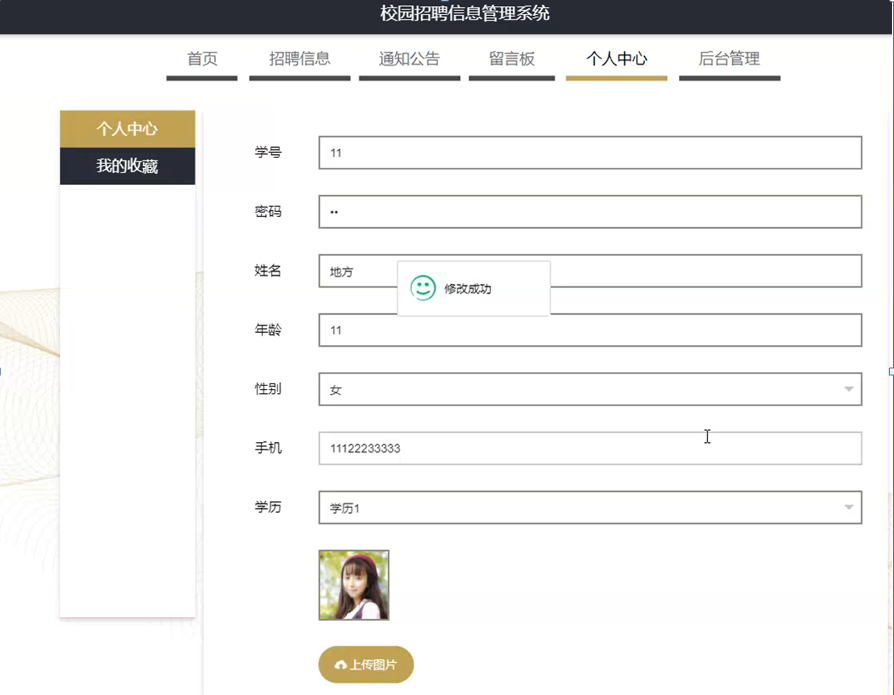 校园招聘信息管理系统
首页 招聘信息 通知公告 留言板 个人中心 后台管理
个人中心
我的收藏
学号 11
密码 ••
姓名 地方
修改成功
年龄 11
性别 女
手机 11122233333
学历 学历1
上传图片